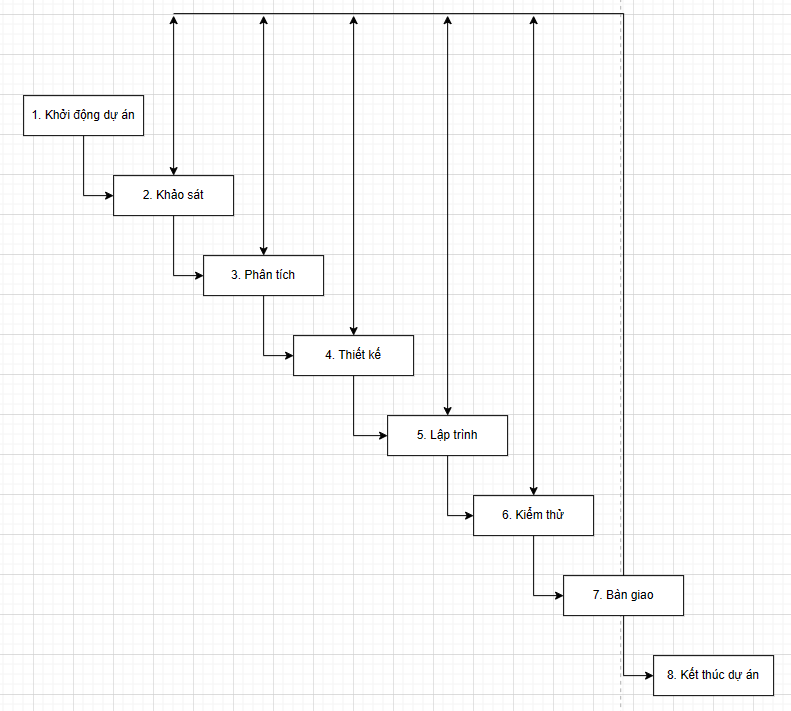 1. Khởi động dự án
2. Khảo sát
3. Phân tích
4. Thiết kế
5. Lập trình
6. Kiểm thử
7. Bàn giao
8. Kết thúc dự án